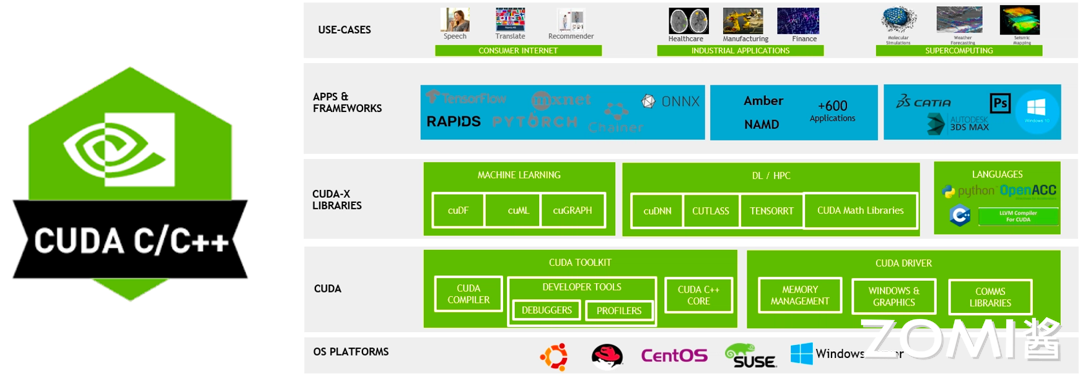 CUDA C/C++
USE-CASES
Speech
Translate
Recommender
CONSUMER INTERNET
Healthcare
Manufacturing
Finance
INDUSTRIAL APPLICATIONS
Molecular
Simulations
Weather
Forecasting
Seismic
Mapping
SUPERCOMPUTING
APPS &
FRAMEWORKS
TensorFlow
mxnet
ONNX
RAPIDS
PYTORCH
Chainer
Amber
NAMD
+600
Applications
CATIA
Ps
AUTODESK
3DS MAX
Windows 10
CUDA-X
LIBRARIES
MACHINE LEARNING
cuDF
cuML
cuGRAPH
DL / HPC
cuDNN
CUTLASS
TENSORRT
CUDA Math Libraries
LANGUAGES
python
OpenACC
C++
LLVM Compiler
For CUDA
CUDA
CUDA TOOLKIT
CUDA
COMPILER
DEVELOPER TOOLS
DEBUGGERS
PROFILERS
CUDA C++
CORE
CUDA DRIVER
MEMORY
MANAGEMENT
WINDOWS &
GRAPHICS
COMMS
LIBRARIES
OS PLATFORMS
CentOS
SUSE
Windows
ZOMI酱